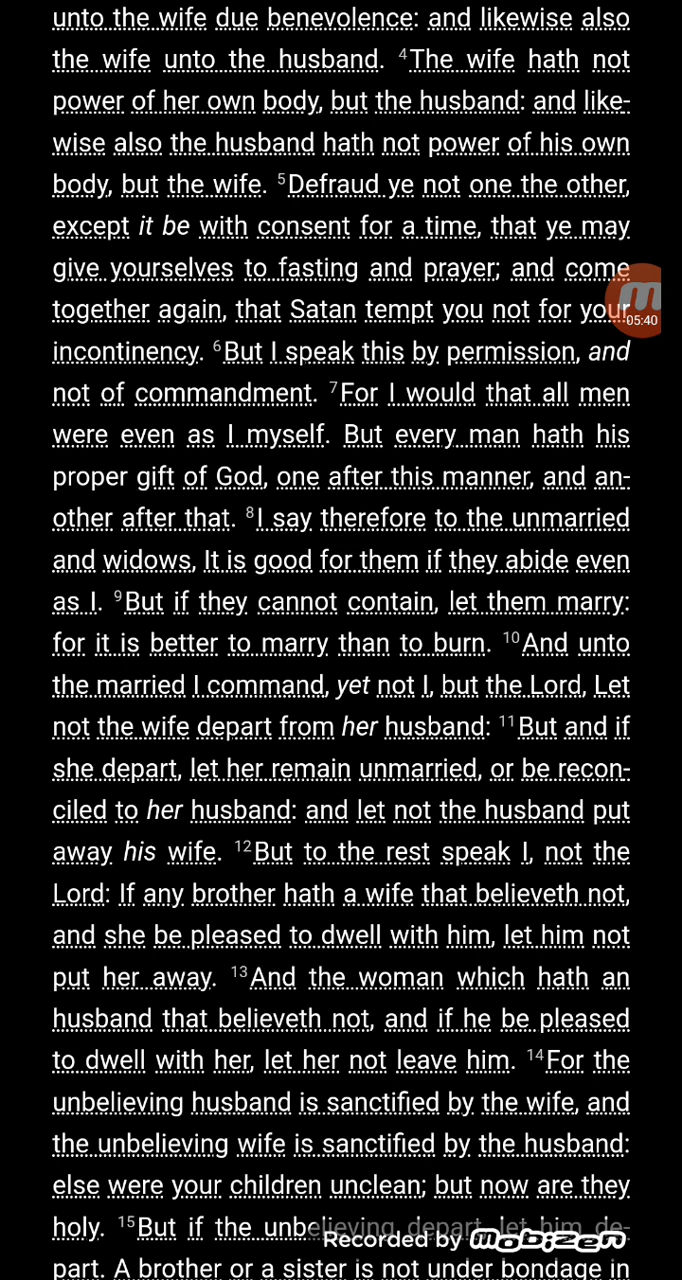 unto the wife due benevolence: and likewise also
the wife unto the husband. 4The wife hath not
power of her own body, but the husband: and like-
wise also the husband hath not power of his own
body, but the wife. 5Defraud ye not one the other,
except it be with consent for a time, that ye may
give yourselves to fasting and prayer; and come
together again, that Satan tempt you not for your
05:40
incontinency. 6But I speak this by permission, and
not of commandment. 7For I would that all men
were even as I myself. But every man hath his
proper gift of God, one after this manner, and an-
other after that. 8I say therefore to the unmarried
and widows, It is good for them if they abide even
as I. 9But if they cannot contain, let them marry:
for it is better to marry than to burn. 10And unto
the married I command, yet not I, but the Lord, Let
not the wife depart from her husband: 11But and if
she depart, let her remain unmarried, or be recon-
ciled to her husband: and let not the husband put
away his wife. 12But to the rest speak I, not the
Lord: If any brother hath a wife that believeth not,
and she be pleased to dwell with him, let him not
put her away. 13And the woman which hath an
husband that believeth not, and if he be pleased
to dwell with her, let her not leave him. 14For the
unbelieving husband is sanctified by the wife, and
the unbelieving wife is sanctified by the husband:
else were your children unclean; but now are they
holy. 15But if the unbelieving depart, let him de-
Recorded by mobizen
part. A brother or a sister is not under bondage in